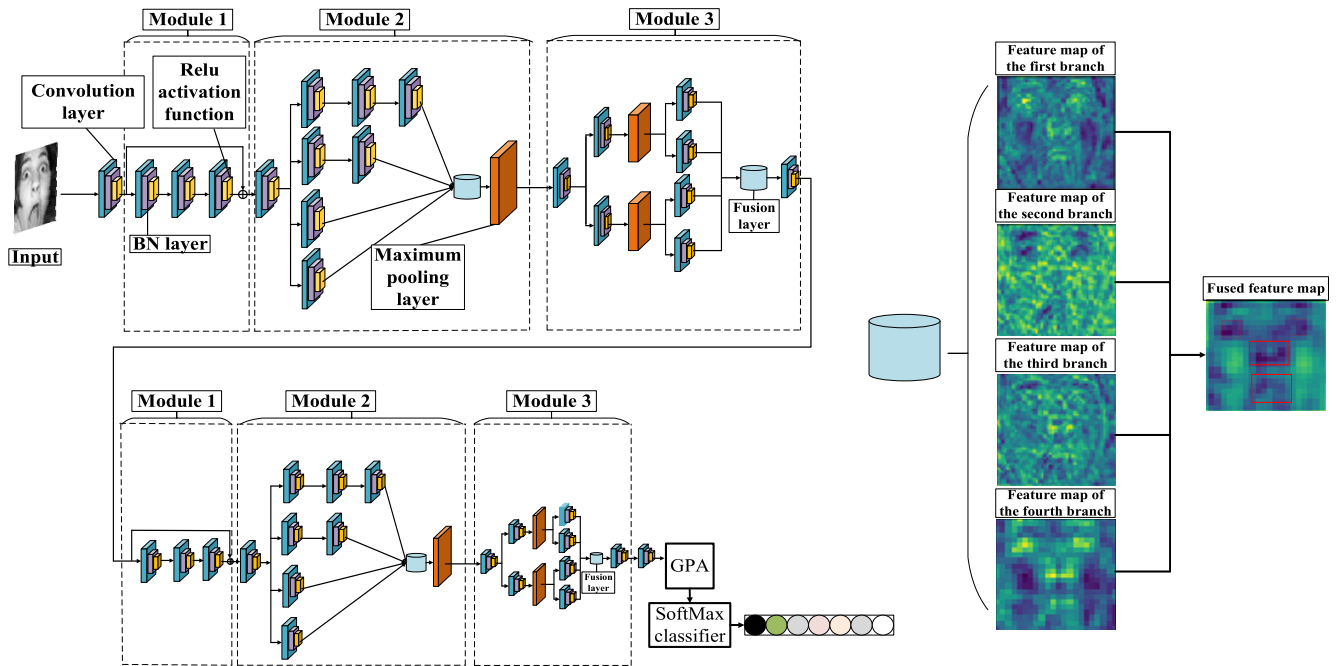 Module 1
Module 2
Module 3
Convolution
layer
Relu
activation
function
BN layer
Input
Maximum
pooling
layer
Fusion
layer
Module 1
Module 2
Module 3
Fusion
layer
GPA
SoftMax
classifier
Feature map of
the first branch
Feature map
of the second branch
Feature map of
the third branch
Feature map of
the fourth branch
Fused feature map